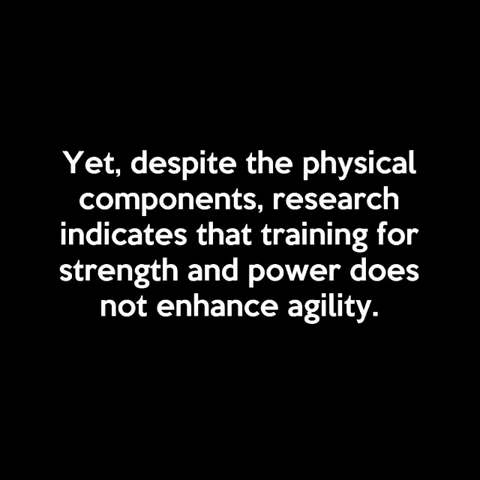 Yet, despite the physical
components, research
indicates that training for
strength and power does
not enhance agility.